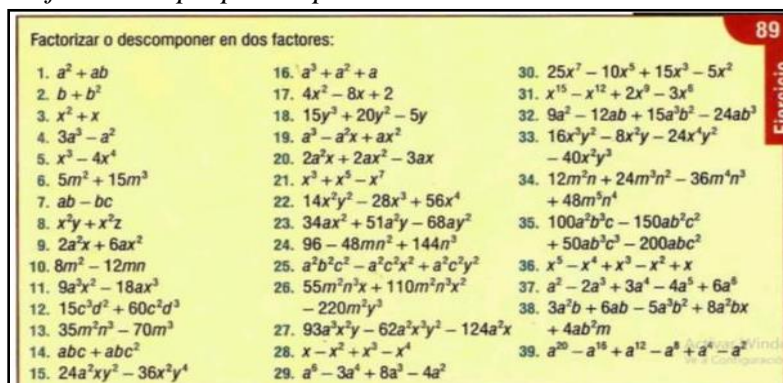 89
Ejercicio
Factorizar o descomponer en dos factores:
1. a² + ab
2. b + b²
3. x² + x
4. 3a³ − a²
5. x³ − 4x⁴
6. 5m² + 15m³
7. ab − bc
8. x²y + x²z
9. 2a²x + 6ax²
10. 8m² − 12mn
11. 9a³x² − 18ax³
12. 15c³d² + 60c²d³
13. 35m²n³ − 70m³
14. abc + abc²
15. 24a²xy² − 36x²y⁴
16. a³ + a² + a
17. 4x² − 8x + 2
18. 15y³ + 20y² − 5y
19. a³ − a²x + ax²
20. 2a²x + 2ax² − 3ax
21. x³ + x⁵ − x⁷
22. 14x²y² − 28x³ + 56x⁴
23. 34ax² + 51a²y − 68ay²
24. 96 − 48mn² + 144n³
25. a²b²c² − a²c²x² + a²c²y²
26. 55m²n³x + 110m²n³x²
− 220m²y³
27. 93a³x²y − 62a²x³y² − 124a²x
28. x − x² + x³ − x⁴
29. a⁶ − 3a⁴ + 8a³ − 4a²
30. 25x⁷ − 10x⁵ + 15x³ − 5x²
31. x¹⁵ − x¹² + 2x⁹ − 3x⁶
32. 9a² − 12ab + 15a³b² − 24ab³
33. 16x³y² − 8x²y − 24x⁴y²
− 40x²y³
34. 12m²n + 24m³n² − 36m⁴n³
+ 48m⁵n⁴
35. 100a²b³c − 150ab²c²
+ 50ab³c³ − 200abc²
36. x⁵ − x⁴ + x³ − x² + x
37. a² − 2a³ + 3a⁴ − 4a⁵ + 6a⁶
38. 3a²b + 6ab − 5a³b² + 8a²bx
+ 4ab²m
39. a²⁰ − a¹⁶ + a¹² − a⁸ + a⁴ − a²